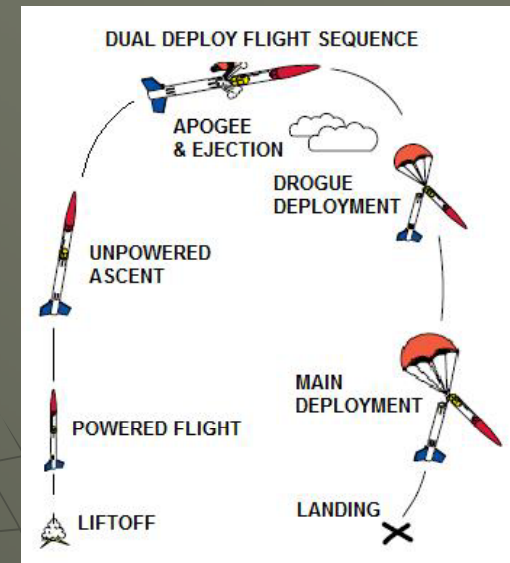 DUAL DEPLOY FLIGHT SEQUENCE
APOGEE
& EJECTION
DROGUE
DEPLOYMENT
UNPOWERED
ASCENT
MAIN
DEPLOYMENT
POWERED FLIGHT
LANDING
LIFTOFF